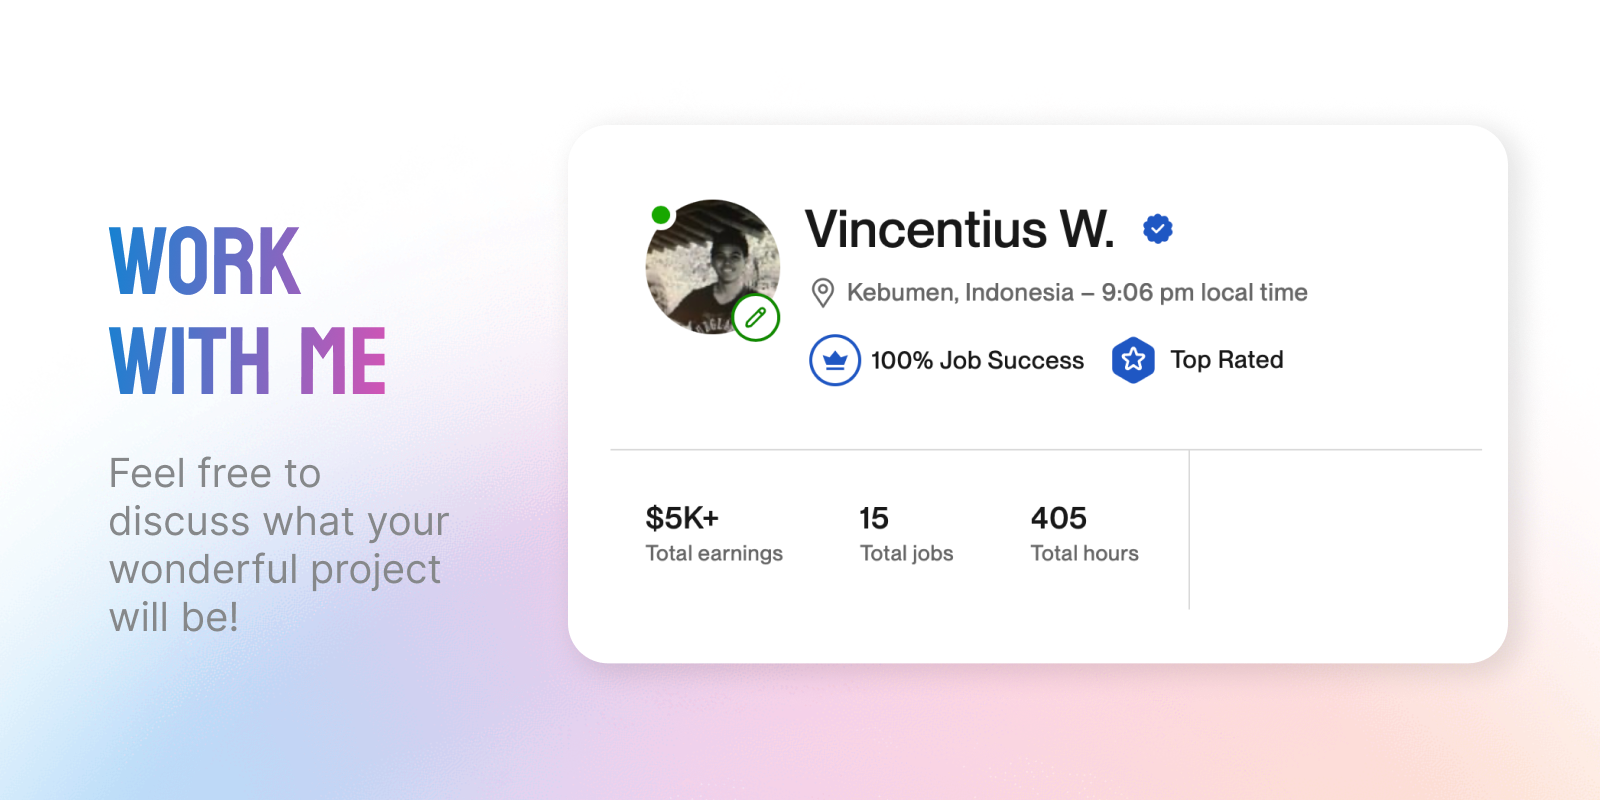 WORK
WITH ME
Feel free to
discuss what your
wonderful project
will be!
Vincentius W.
Kebumen, Indonesia – 9:06 pm local time
100% Job Success
Top Rated
$5K+
Total earnings
15
Total jobs
405
Total hours